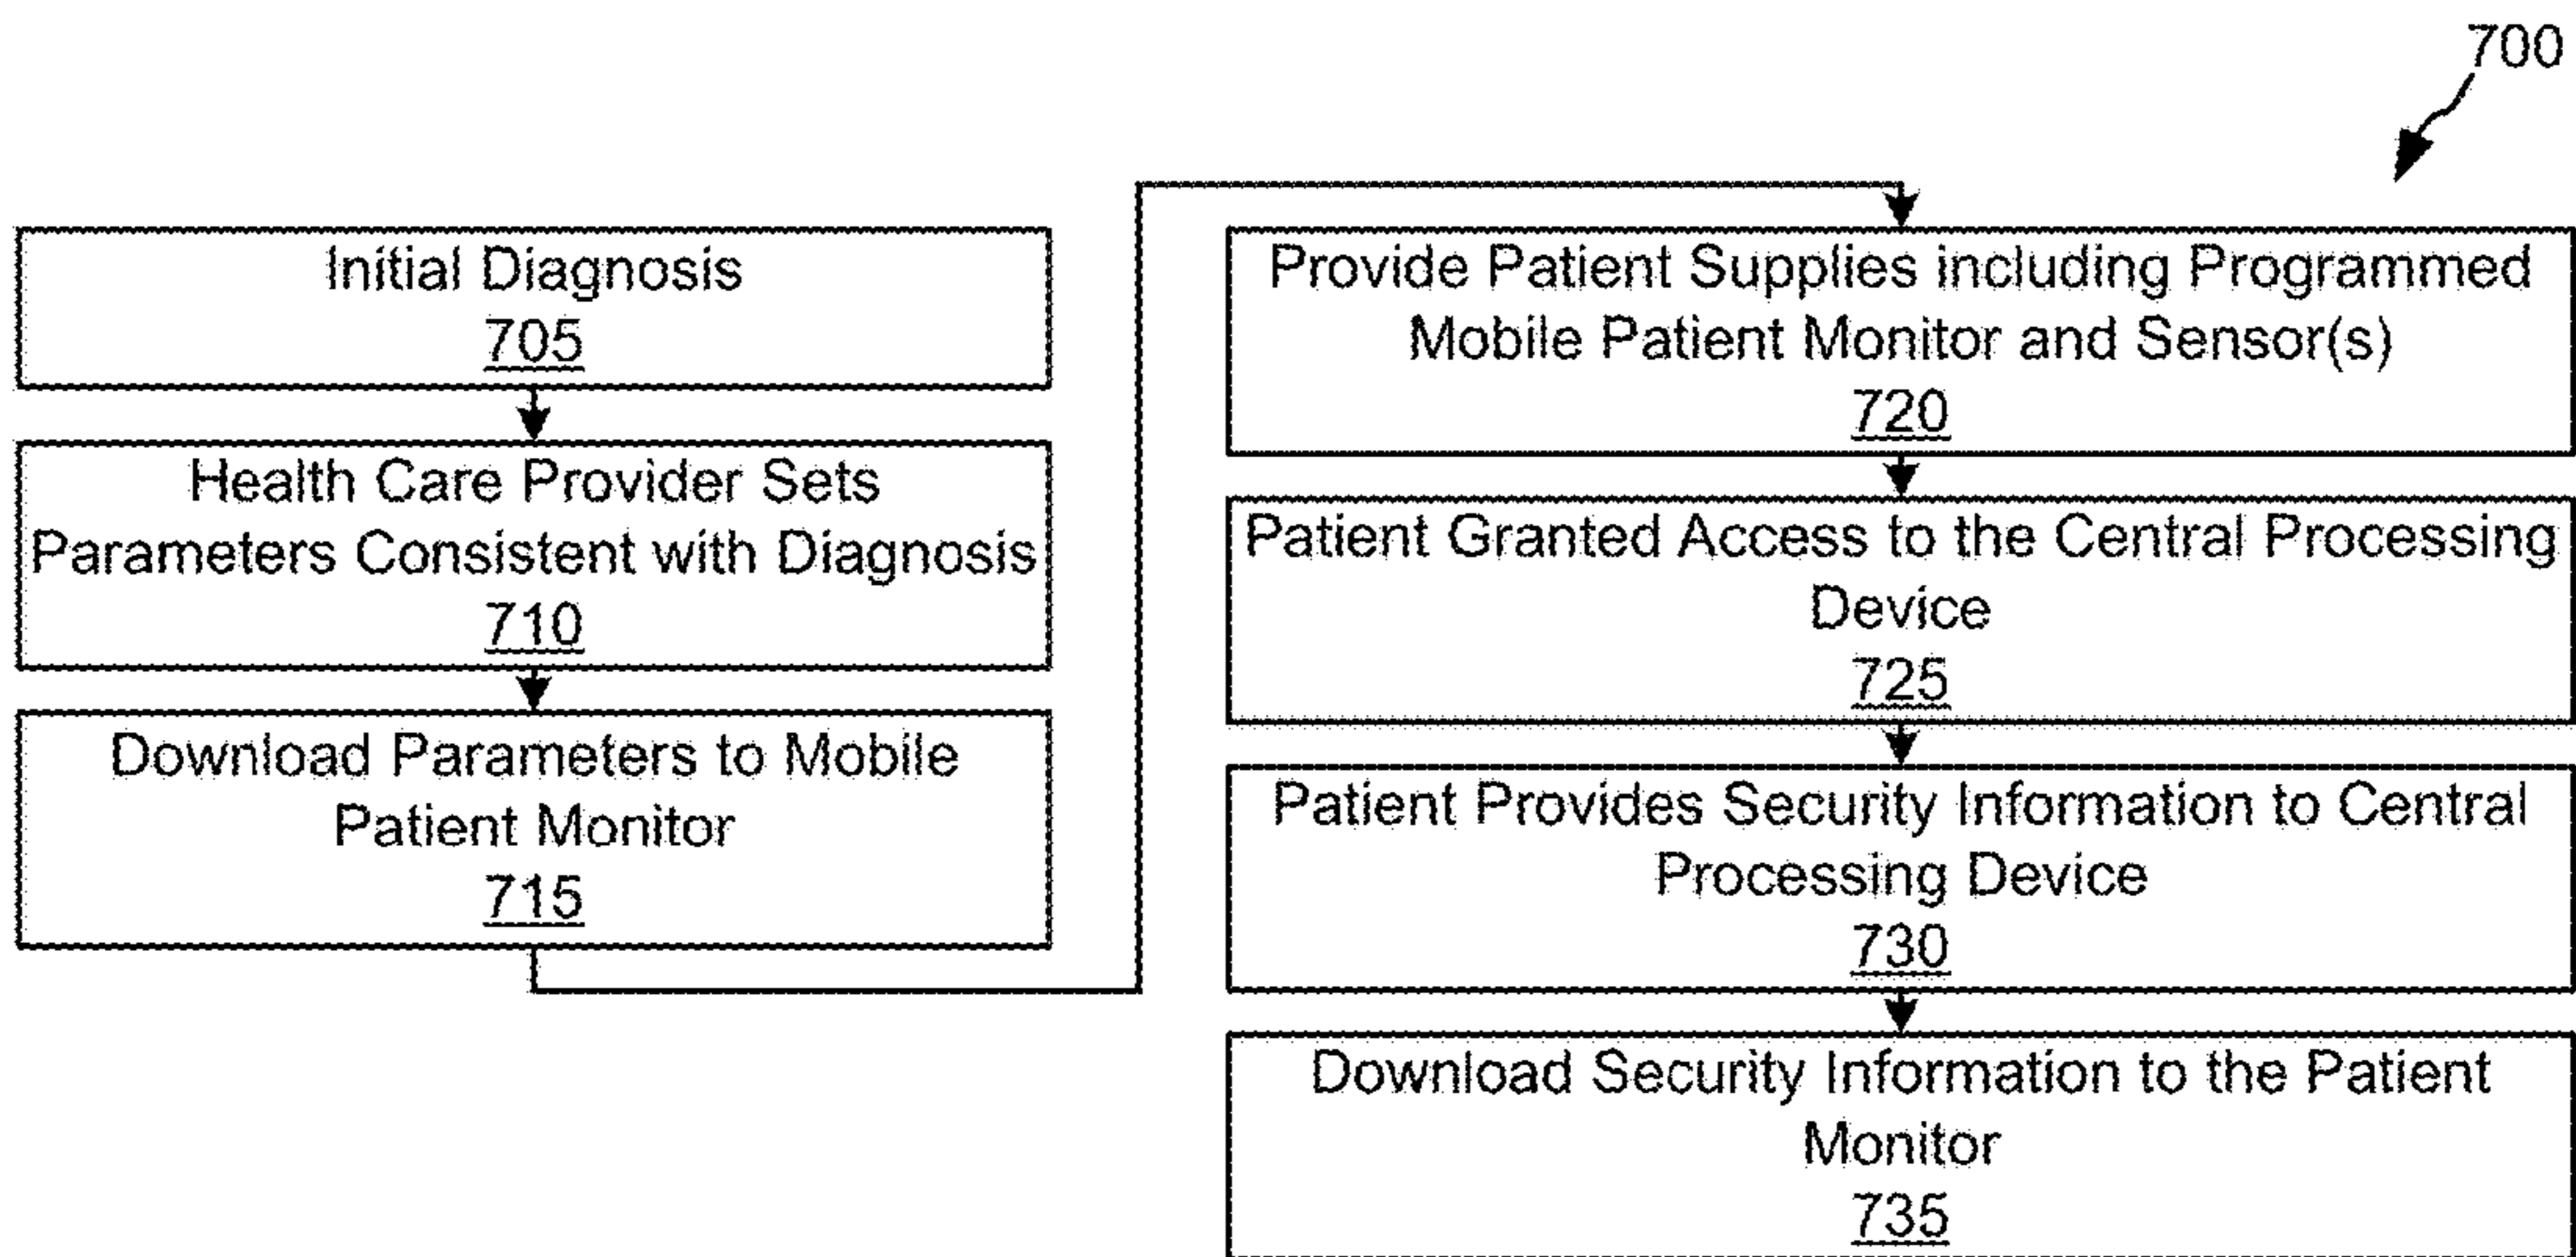 700
Initial Diagnosis
705
Health Care Provider Sets
Parameters Consistent with Diagnosis
710
Download Parameters to Mobile
Patient Monitor
715
Provide Patient Supplies including Programmed
Mobile Patient Monitor and Sensor(s)
720
Patient Granted Access to the Central Processing
Device
725
Patient Provides Security Information to Central
Processing Device
730
Download Security Information to the Patient
Monitor
735